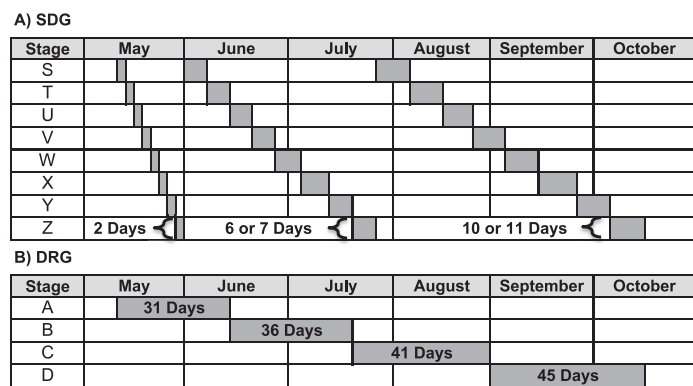 A) SDG
Stage May June July August September October
S
T
U
V
W
X
Y
Z 2 Days 6 or 7 Days 10 or 11 Days
B) DRG
Stage May June July August September October
A 31 Days
B 36 Days
C 41 Days
D 45 Days